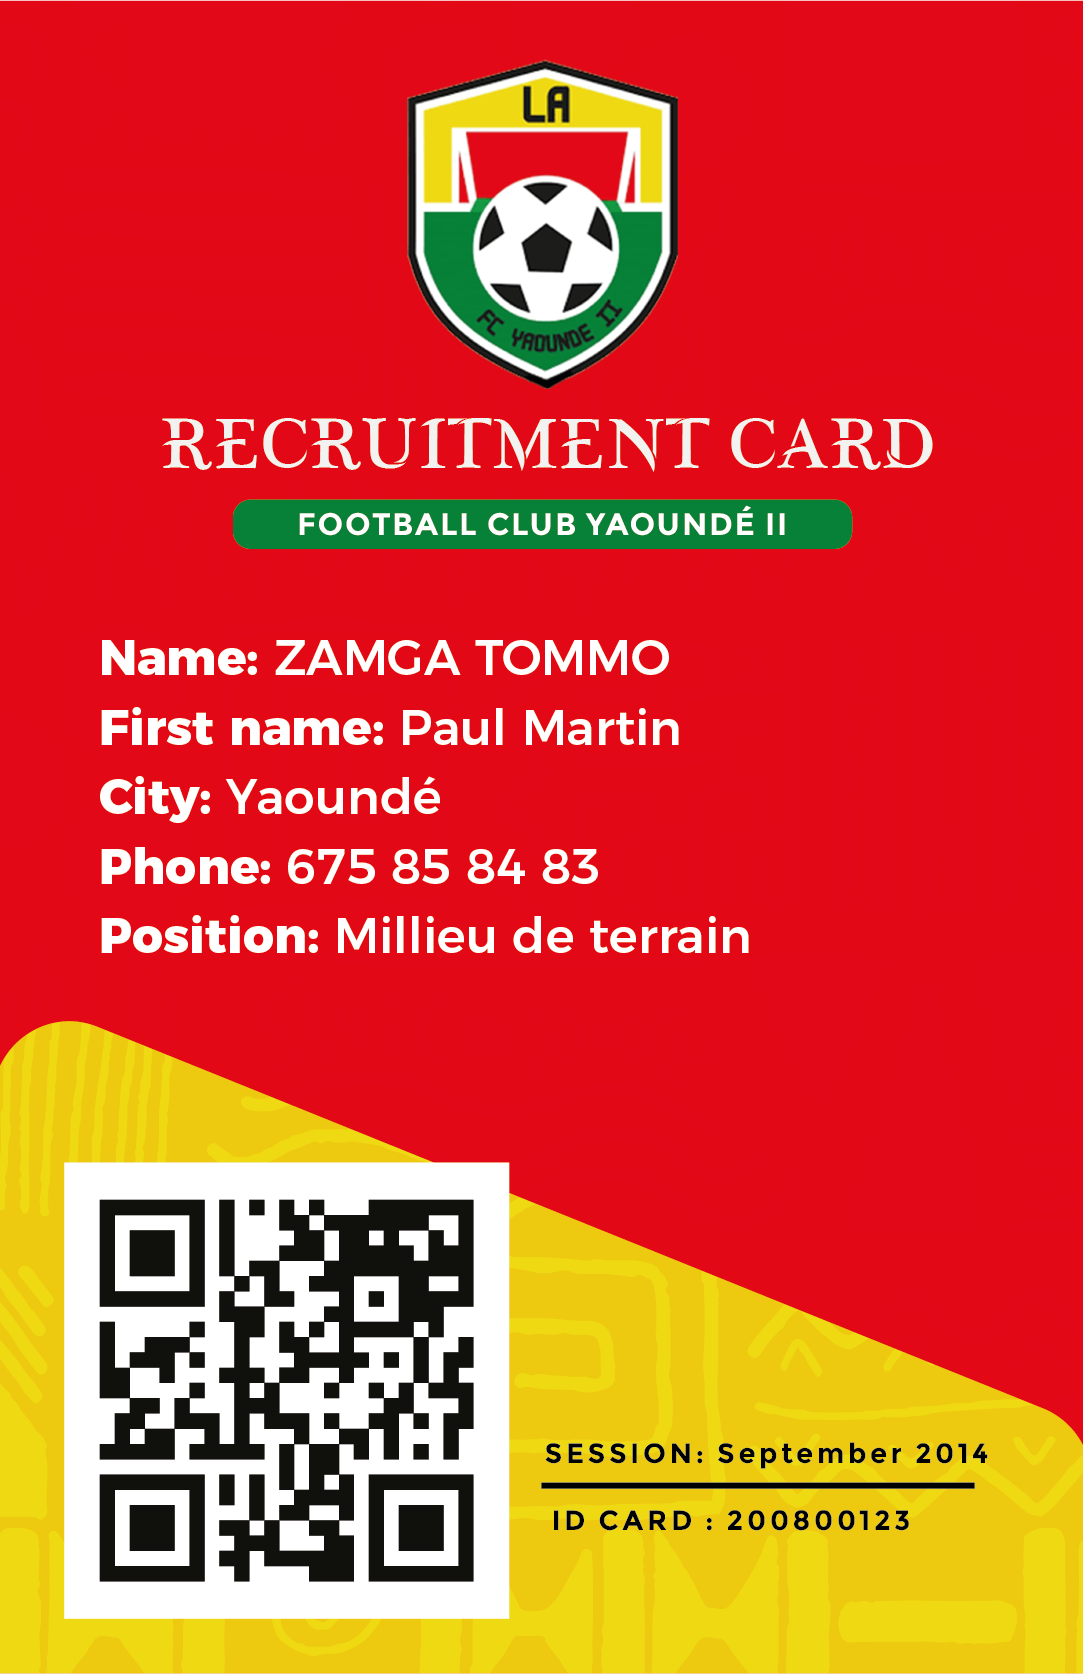 LA
FC YAOUNDE II
RECRUITMENT CARD
FOOTBALL CLUB YAOUNDÉ II
Name: ZAMGA TOMMO
First name: Paul Martin
City: Yaoundé
Phone: 675 85 84 83
Position: Millieu de terrain
SESSION: September 2014
ID CARD : 200800123